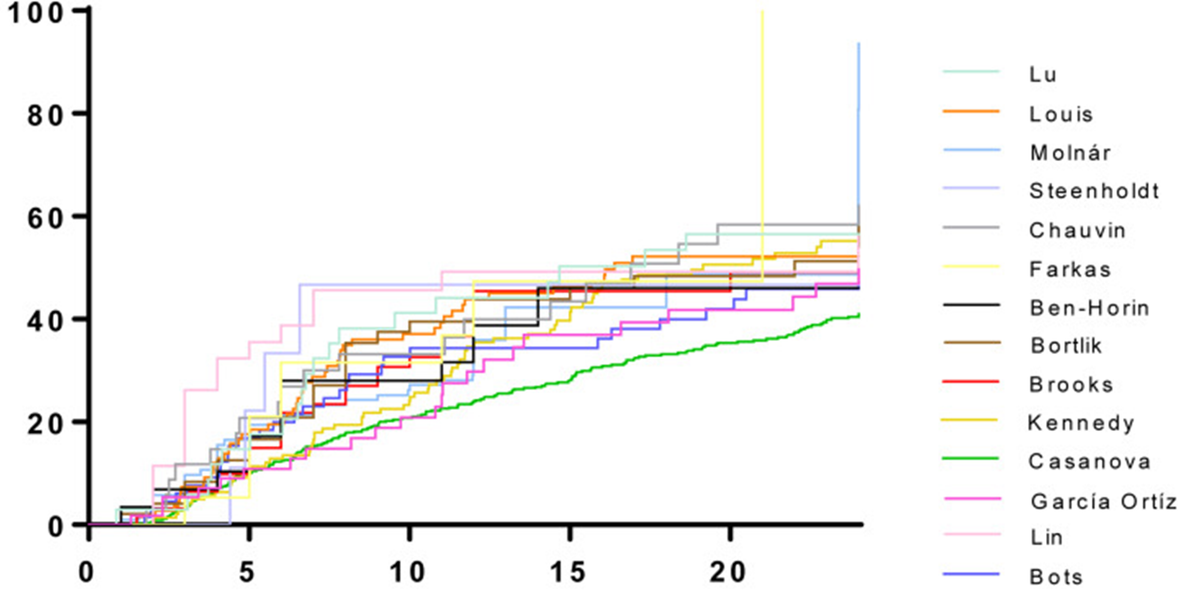 100
80
60
40
20
0
0 5 10 15 20
Lu
Louis
Molnár
Steenholdt
Chauvin
Farkas
Ben-Horin
Bortlik
Brooks
Kennedy
Casanova
García Ortíz
Lin
Bots